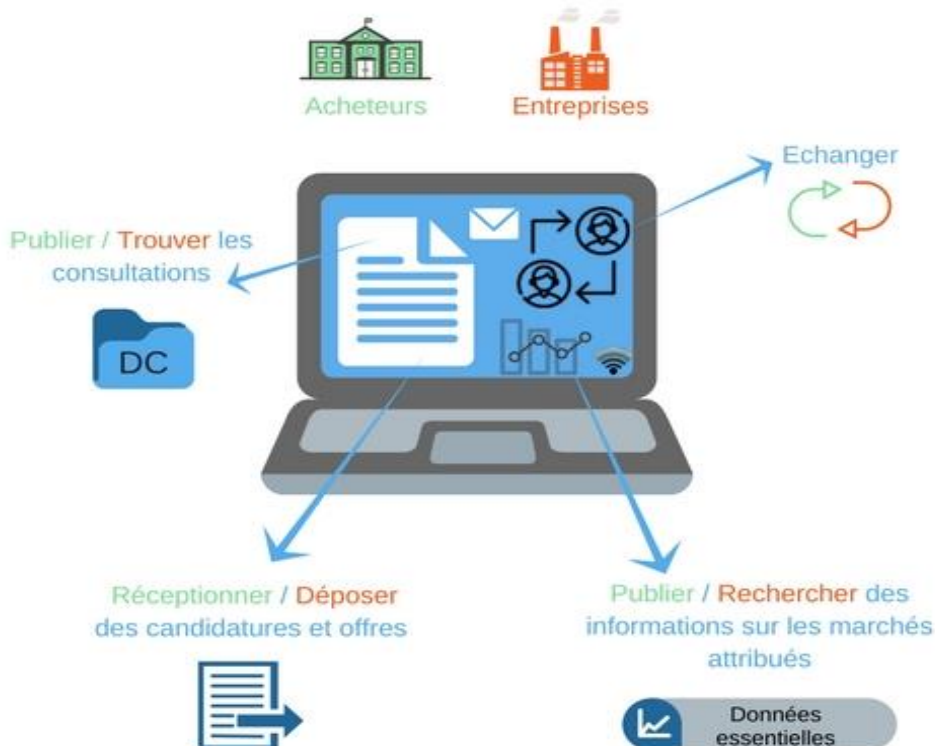 Acheteurs
Entreprises
Echanger
Publier / Trouver les
consultations
DC
Réceptionner / Déposer
des candidatures et offres
Publier / Rechercher des
informations sur les marchés
attribués
Données
essentielles